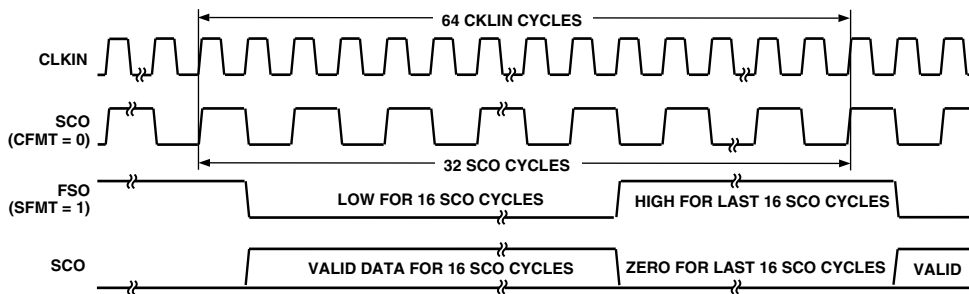 64 CKLIN CYCLES
CLKIN
SCO
(CFMT = 0)
32 SCO CYCLES
FSO
(SFMT = 1)
LOW FOR 16 SCO CYCLES
HIGH FOR LAST 16 SCO CYCLES
SCO
VALID DATA FOR 16 SCO CYCLES
ZERO FOR LAST 16 SCO CYCLES
VALID